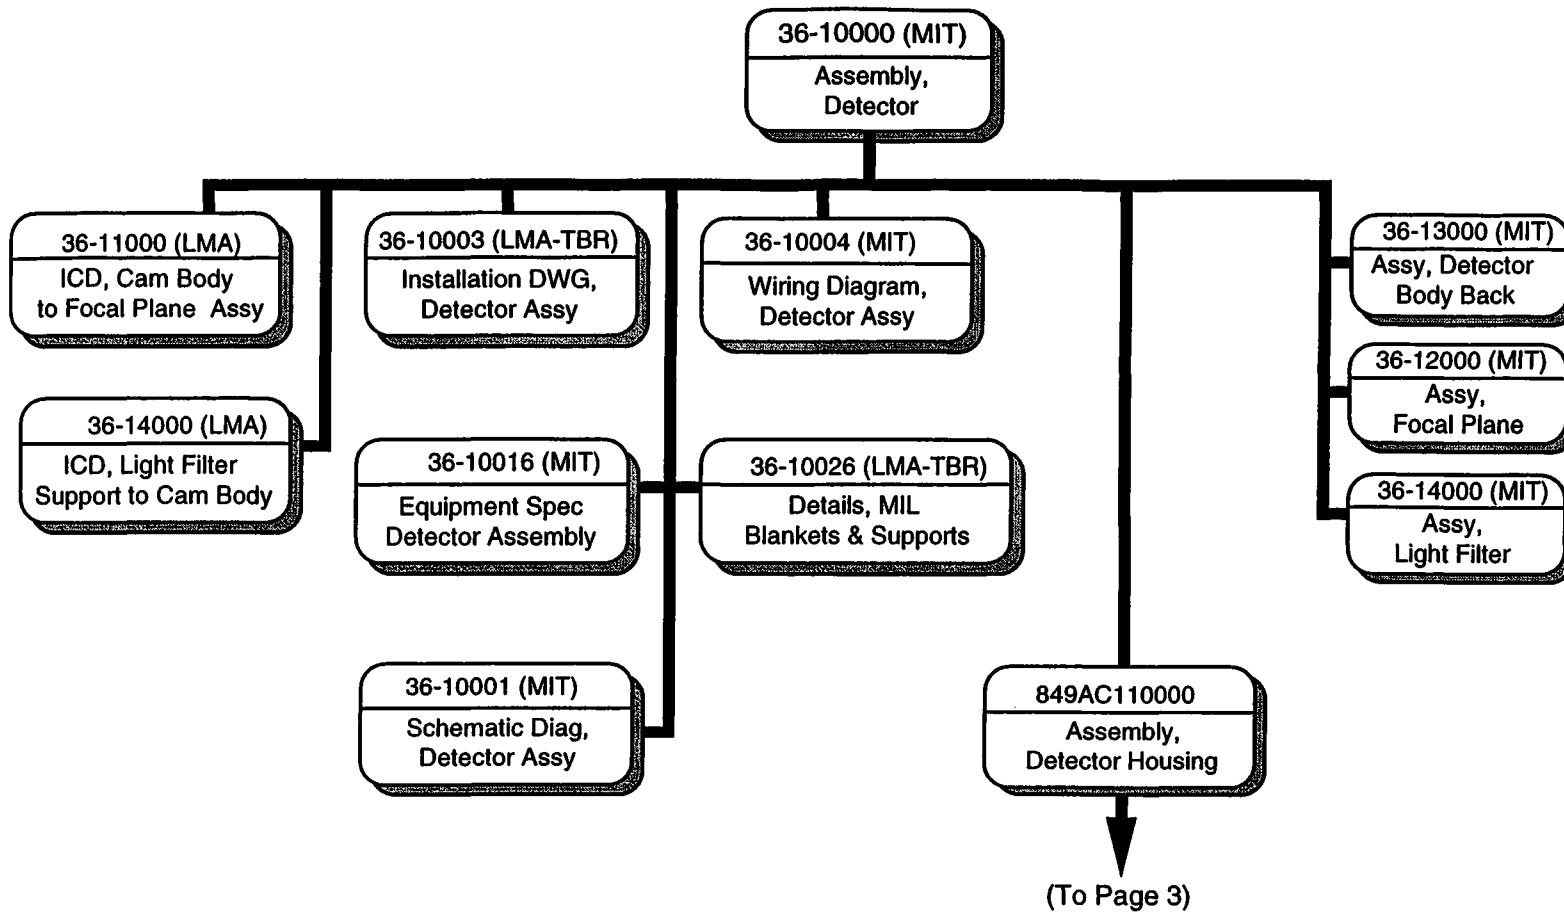 36-10000 (MIT)
Assembly,
Detector
36-11000 (LMA)
ICD, Cam Body
to Focal Plane Assy
36-10003 (LMA-TBR)
Installation DWG,
Detector Assy
36-10004 (MIT)
Wiring Diagram,
Detector Assy
36-13000 (MIT)
Assy, Detector
Body Back
36-12000 (MIT)
Assy,
Focal Plane
36-14000 (MIT)
Assy,
Light Filter
36-14000 (LMA)
ICD, Light Filter
Support to Cam Body
36-10016 (MIT)
Equipment Spec
Detector Assembly
36-10026 (LMA-TBR)
Details, MIL
Blankets & Supports
36-10001 (MIT)
Schematic Diag,
Detector Assy
849AC110000
Assembly,
Detector Housing
(To Page 3)